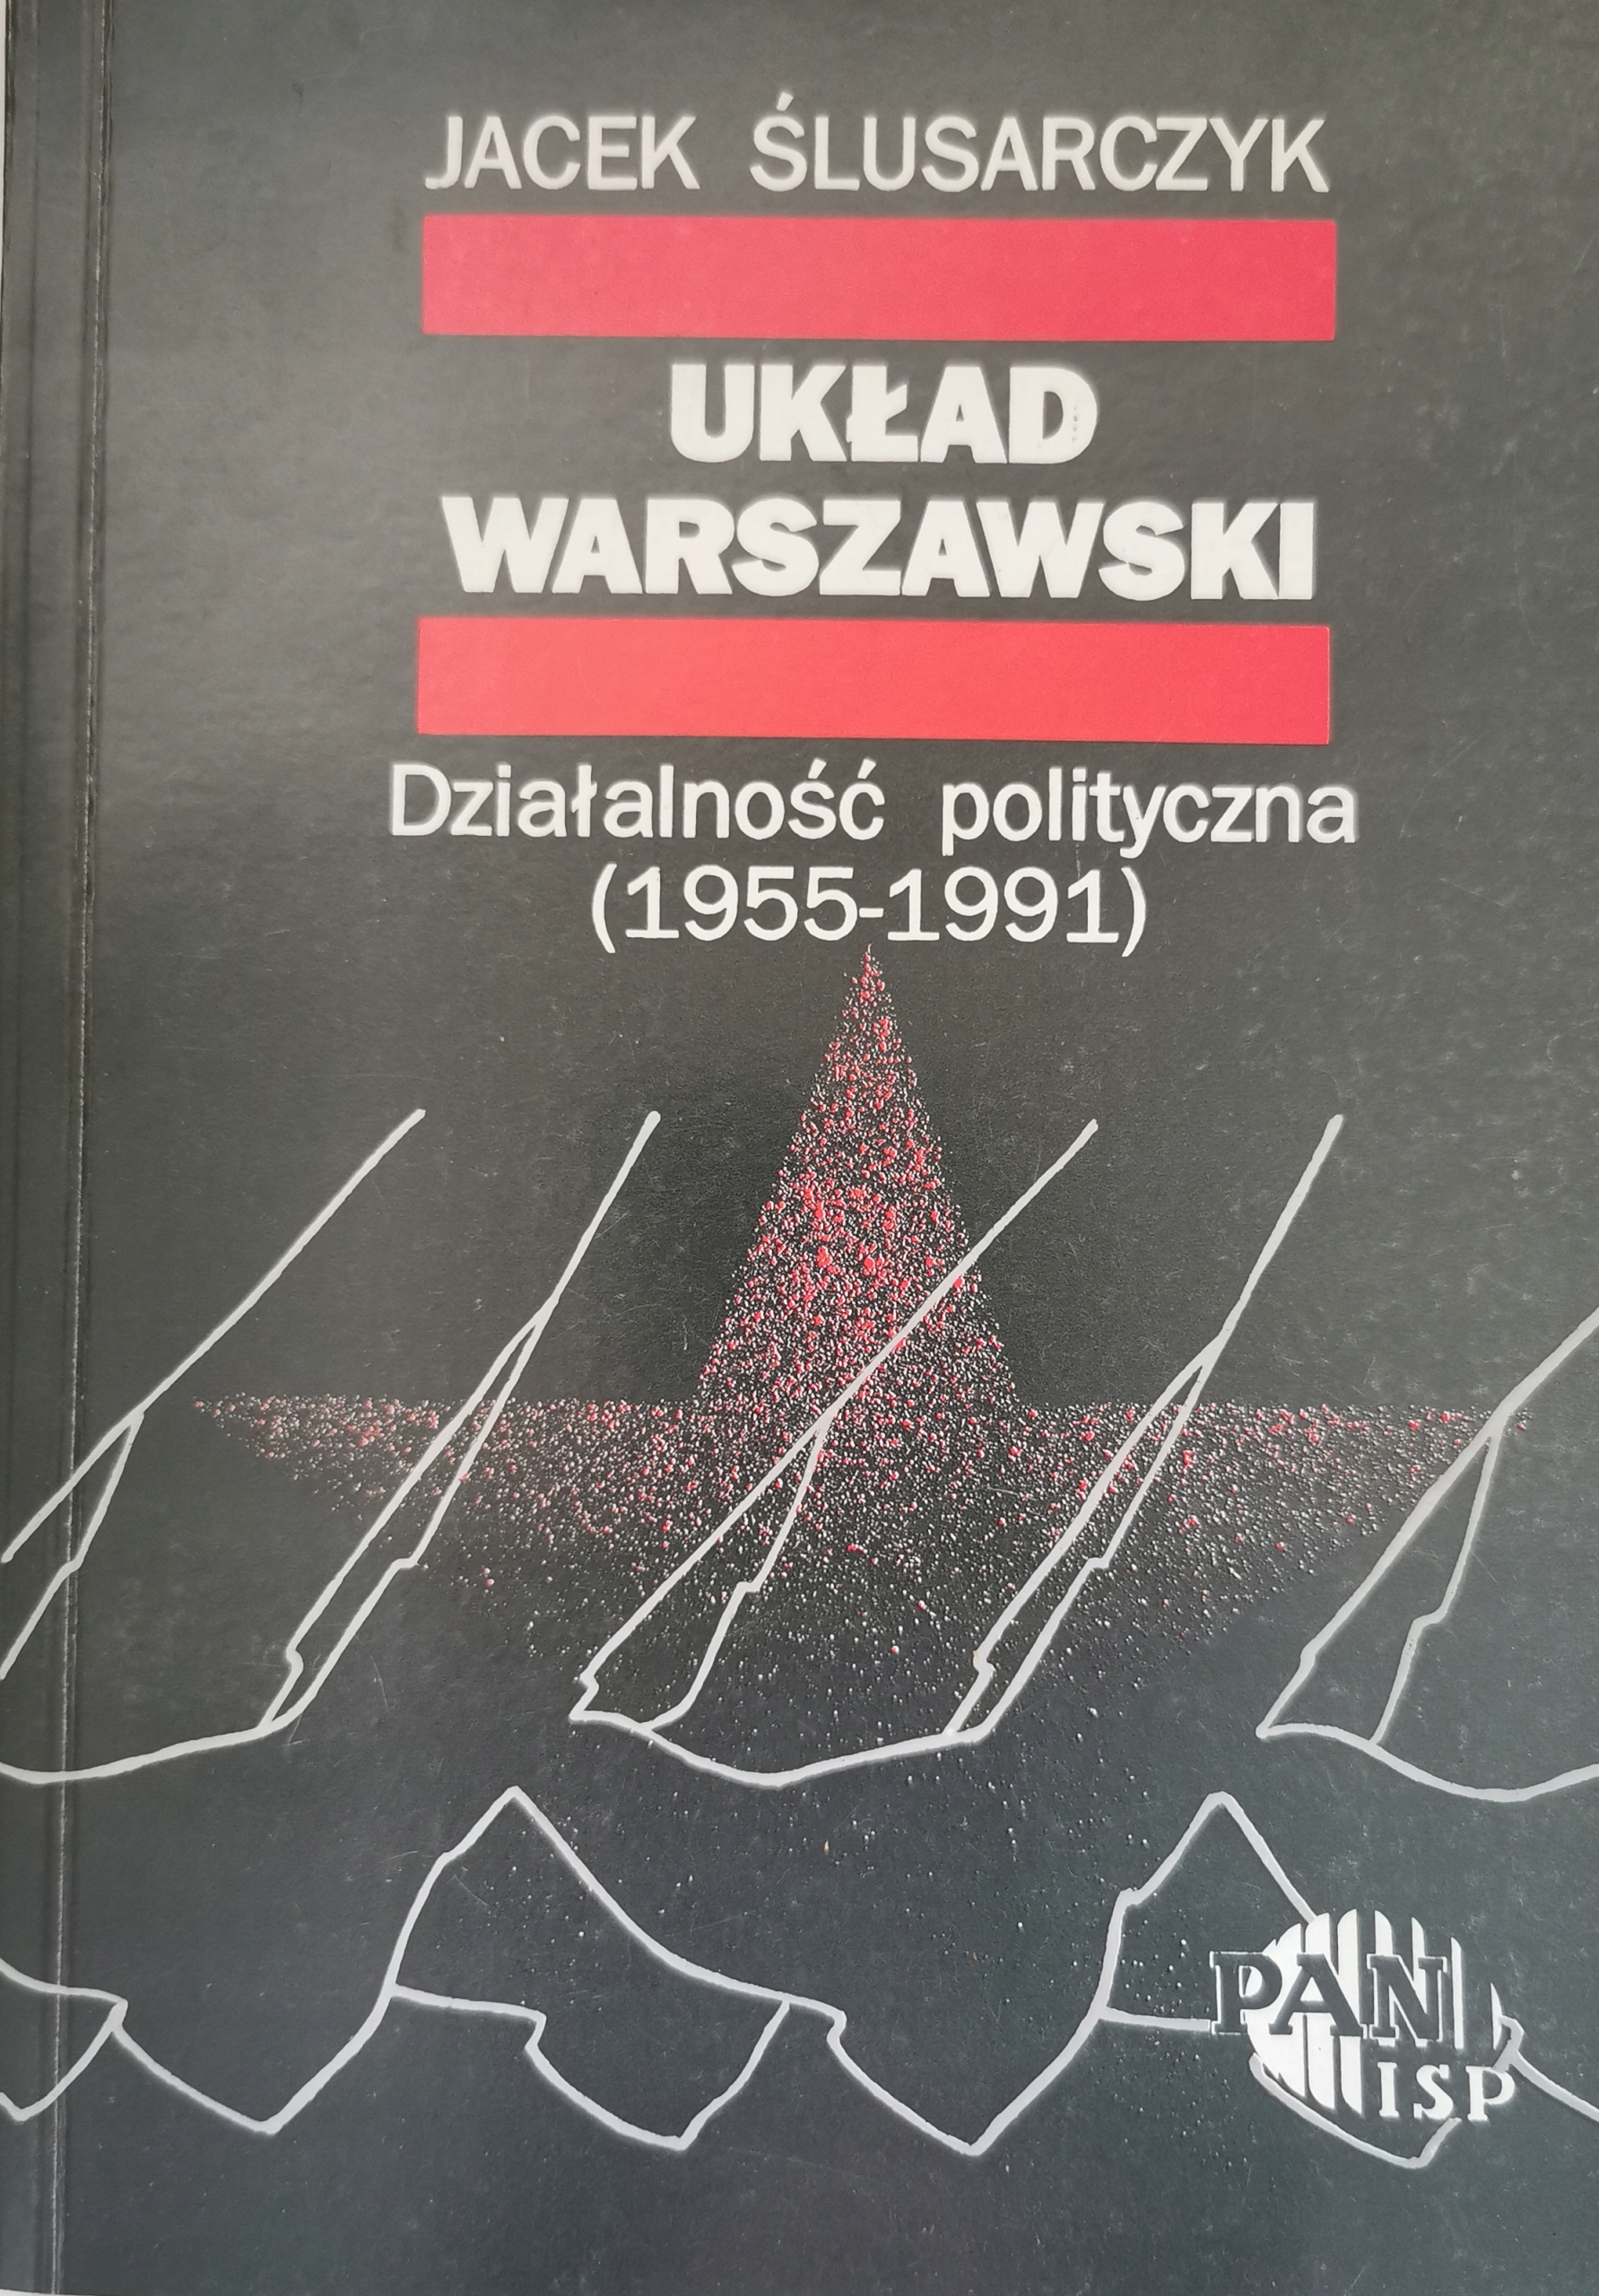 JACEK ŚLUSARCZYK
UKŁAD
WARSZAWSKI
Działalność polityczna
(1955-1991)
PAN
ISP